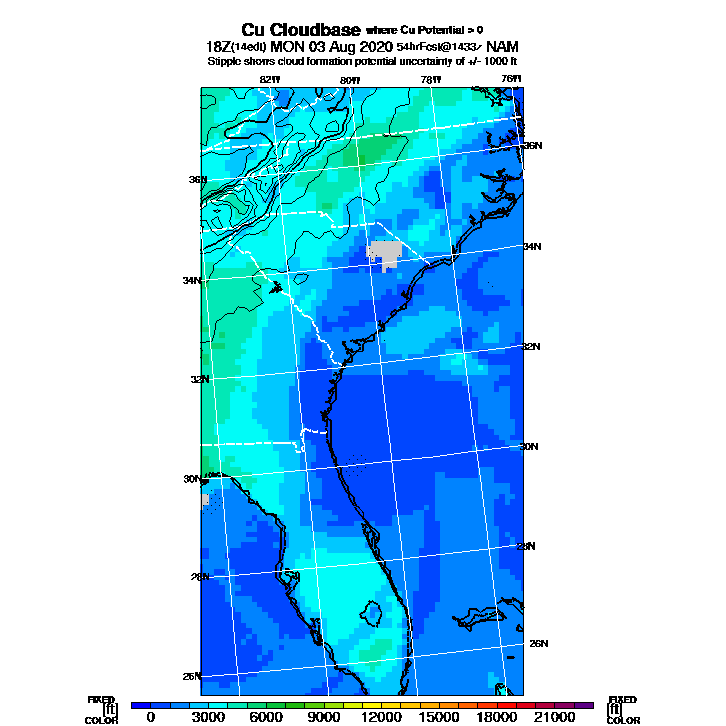 Cu Cloudbase where Cu Potential > 0
18Z(14edt) MON 03 Aug 2020 54hrFcst@1433z NAM
Stipple shows cloud formation potential uncertainty of +/- 1000 ft
82W 80W 78W 76W
36N
36N
34N
34N
32N
32N
30N
30N
28N
28N
26N
26N
FIXED FIXED
[ft] [ft]
COLOR COLOR
0 3000 6000 9000 12000 15000 18000 21000